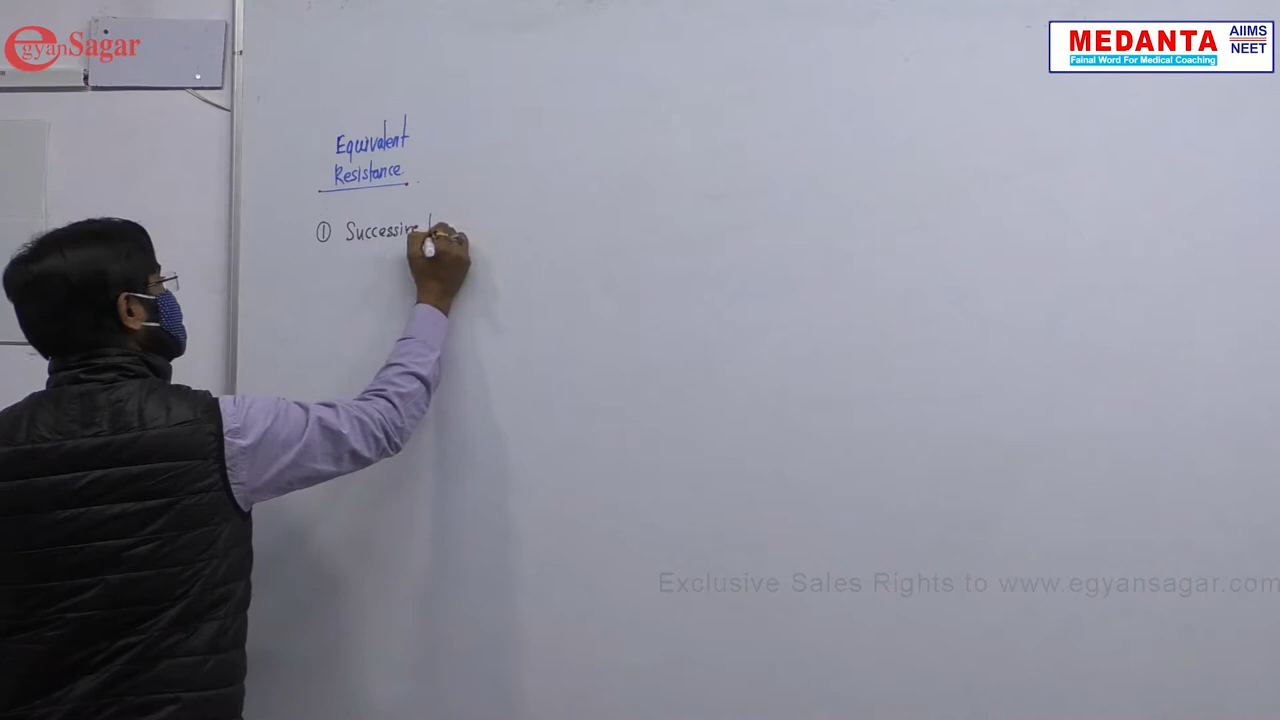 egyanSagar
MEDANTA
Fainal Word For Medical Coaching
AIIMS
NEET
Equivalent
Resistance
① Successive
Exclusive Sales Rights to www.egyansagar.com